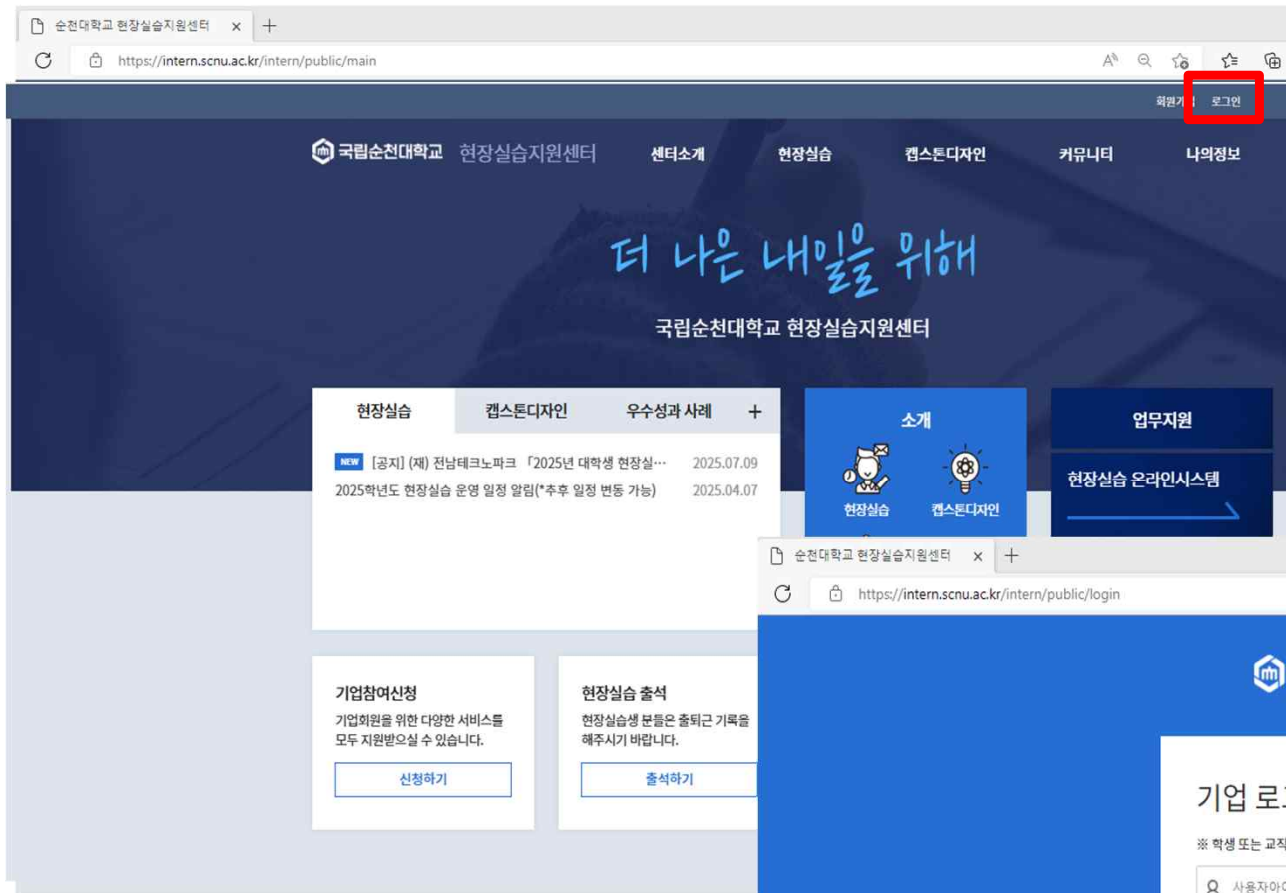 순천대학교 현장실습지원센터
https://intern.scnu.ac.kr/intern/public/main
로그인
국립순천대학교 현장실습지원센터 센터소개 현장실습 캡스톤디자인 커뮤니티 나의정보
더 나은 내일을 위해
국립순천대학교 현장실습지원센터
현장실습 캡스톤디자인 우수성과 사례 +
NEW [공지] (재) 전남테크노파크 「2025년 대학생 현장실··· 2025.07.09
2025학년도 현장실습 운영 일정 알림(*추후 일정 변동 가능) 2025.04.07
소개
현장실습 캡스톤디자인
업무지원
현장실습 온라인시스템
기업참여신청
기업회원을 위한 다양한 서비스를
모두 지원받으실 수 있습니다.
신청하기
현장실습 출석
현장실습생 분들은 출퇴근 기록을
해주시기 바랍니다.
출석하기
순천대학교 현장실습지원센터
https://intern.scnu.ac.kr/intern/public/login
기업
※ 학생 또는 교직